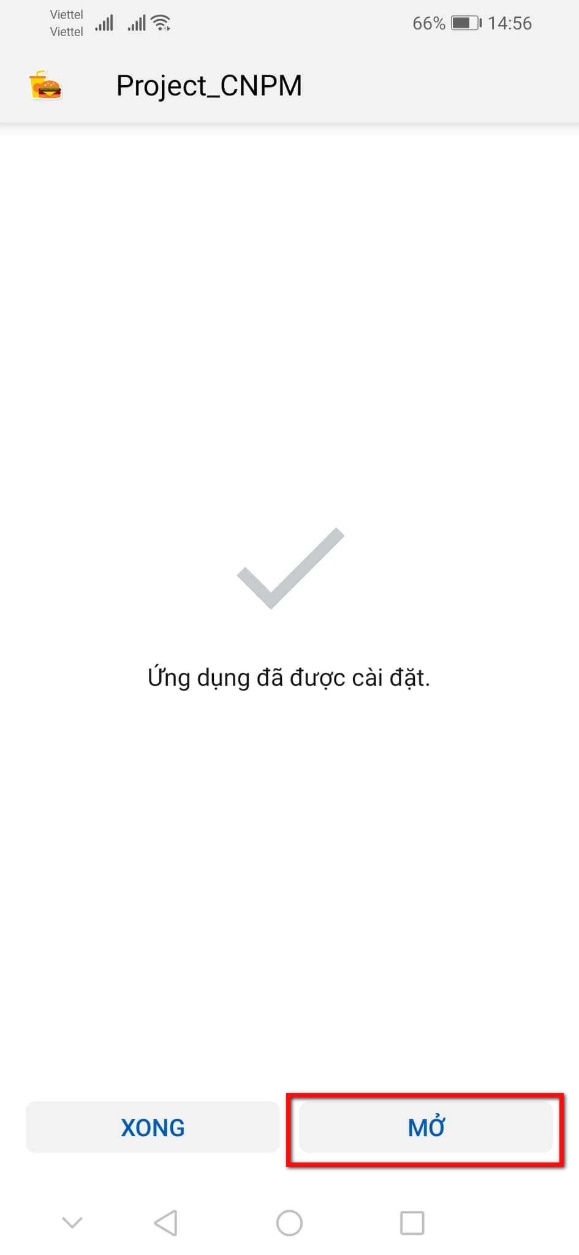 Viettel
Viettel
66% 14:56
Project_CNPM
Ứng dụng đã được cài đặt.
XONG
MỞ